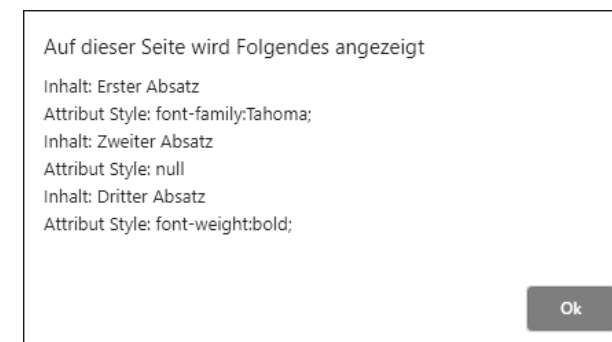 Auf dieser Seite wird Folgendes angezeigt
Inhalt: Erster Absatz
Attribut Style: font-family:Tahoma;
Inhalt: Zweiter Absatz
Attribut Style: null
Inhalt: Dritter Absatz
Attribut Style: font-weight:bold;
Ok